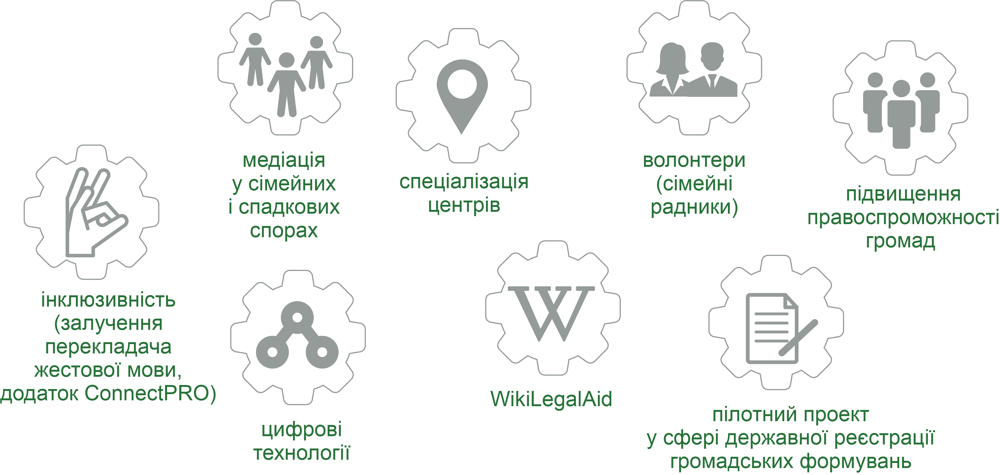 медіація
у сімейних
і спадкових
спорах
спеціалізація
центрів
волонтери
(сімейні
радники)
підвищення
правоспроможності
громад
інклюзивність
(залучення
перекладача
жестової мови,
додаток ConnectPRO)
цифрові
технології
W
WikiLegalAid
пілотний проект
у сфері державної реєстрації
громадських формувань